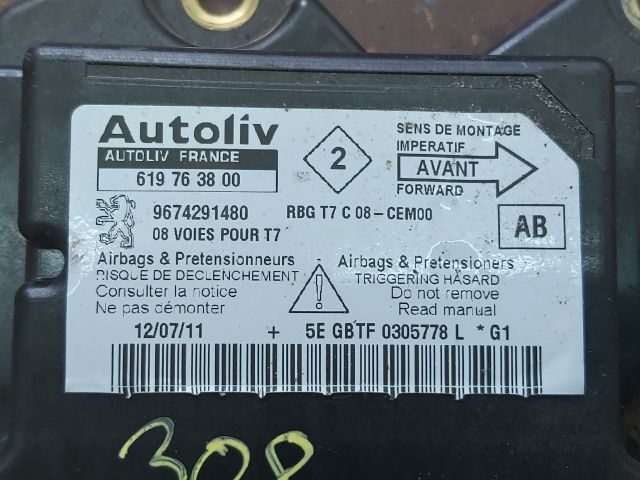 Autoliv
AUTOLIV FRANCE
619 76 38 00
2
SENS DE MONTAGE
IMPERATIF
AVANT
FORWARD
9674291480
RBG T7 C 08-CEM00
08 VOIES POUR T7
AB
Airbags & Pretensionneurs
RISQUE DE DECLENCHEMENT
Consulter la notice
Ne pas démonter
!
Airbags & Pretensioners
TRIGGERING HASARD
Do not remove
Read manual
12/07/11 + 5E GBTF 0305778 L *G1
308